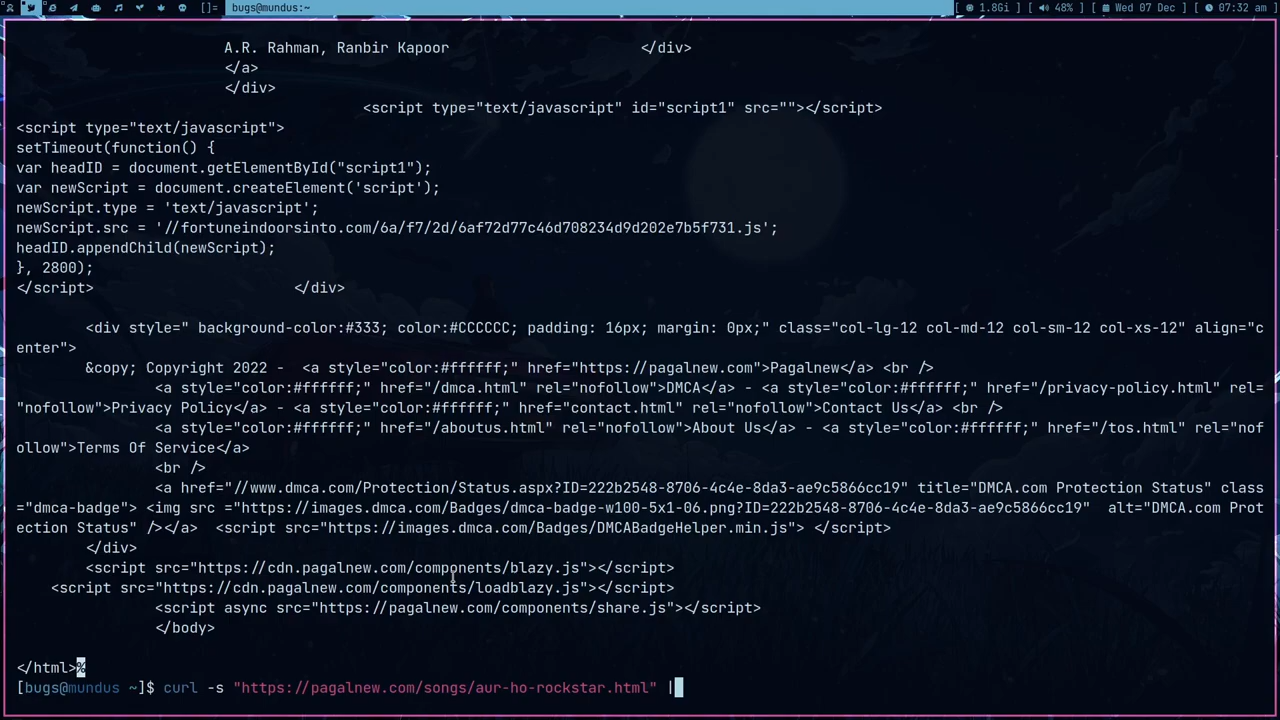 []= bugs@mundus:~ [ 1.8Gi] [ 48% ] [ Wed 07 Dec ] [ 07:32 am ]
A.R. Rahman, Ranbir Kapoor </div>
</a>
</div>
<script type="text/javascript" id="script1" src=""></script>
<script type="text/javascript">
setTimeout(function() {
var headID = document.getElementById("script1");
var newScript = document.createElement('script');
newScript.type = 'text/javascript';
newScript.src = '//fortuneindoorsinto.com/6a/f7/2d/6af72d77c46d708234d9d202e7b5f731.js';
headID.appendChild(newScript);
}, 2800);
</script> </div>
<div style=" background-color:#333; color:#CCCCCC; padding: 16px; margin: 0px;" class="col-lg-12 col-md-12 col-sm-12 col-xs-12" align="c
enter">
&copy; Copyright 2022 - <a style="color:#ffffff;" href="https://pagalnew.com">Pagalnew</a> <br />
<a style="color:#ffffff;" href="/dmca.html" rel="nofollow">DMCA</a> - <a style="color:#ffffff;" href="/privacy-policy.html" rel=
"nofollow">Privacy Policy</a> - <a style="color:#ffffff;" href="contact.html" rel="nofollow">Contact Us</a> <br />
<a style="color:#ffffff;" href="/aboutus.html" rel="nofollow">About Us</a> - <a style="color:#ffffff;" href="/tos.html" rel="nof
ollow">Terms Of Service</a>
<br />
<a href="//www.dmca.com/Protection/Status.aspx?ID=222b2548-8706-4c4e-8da3-ae9c5866cc19" title="DMCA.com Protection Status" class
="dmca-badge"> <img src ="https://images.dmca.com/Badges/dmca-badge-w100-5x1-06.png?ID=222b2548-8706-4c4e-8da3-ae9c5866cc19" alt="DMCA.com Prot
ection Status" /></a> <script src="https://images.dmca.com/Badges/DMCABadgeHelper.min.js"> </script>
</div>
<script src="https://cdn.pagalnew.com/components/blazy.js"></script>
<script src="https://cdn.pagalnew.com/components/loadblazy.js"></script>
<script async src="https://pagalnew.com/components/share.js"></script>
</body>
</html>%
[bugs@mundus ~]$ curl -s "https://pagalnew.com/songs/aur-ho-rockstar.html" |